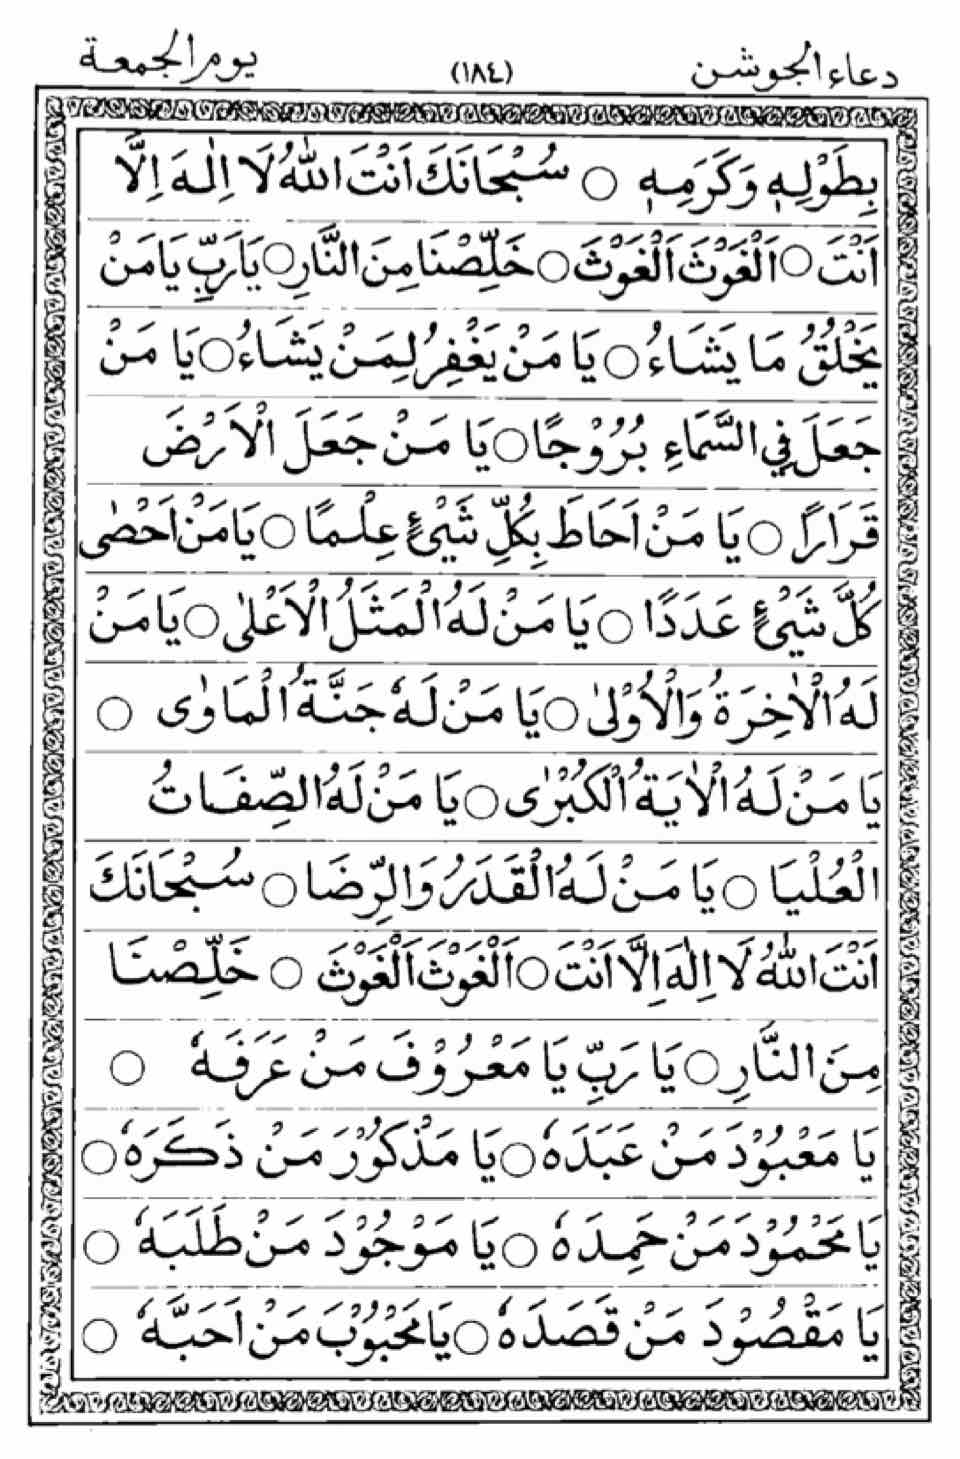 دعاء الجوشن (١٨٤) يوم الجمعة
بِطَوْلِهٖ وَكَرَمِهٖ ○ سُبْحَانَكَ اَنْتَ اللّٰهُ لَا اِلٰهَ اِلَّا
اَنْتَ ○ اَلْغَوْثَ اَلْغَوْثَ ○ خَلِّصْنَا مِنَ النَّارِ ○ يَارَبِّ يَا مَنْ
يَخْلُقُ مَا يَشَاءُ ○ يَا مَنْ يَغْفِرُ لِمَنْ يَشَاءُ ○ يَا مَنْ
جَعَلَ فِي السَّمَاءِ بُرُوْجًا ○ يَا مَنْ جَعَلَ الْاَرْضَ
قَرَارًا ○ يَا مَنْ اَحَاطَ بِكُلِّ شَيْئٍ عِلْمًا ○ يَا مَنْ اَحْصٰى
كُلَّ شَيْئٍ عَدَدًا ○ يَا مَنْ لَهُ الْمَثَلُ الْاَعْلٰى ○ يَا مَنْ
لَهُ الْاٰخِرَةُ وَالْاُوْلٰى ○ يَا مَنْ لَهٗ جَنَّةُ الْمَاْوٰى ○
يَا مَنْ لَهُ الْاٰيَةُ الْكُبْرٰى ○ يَا مَنْ لَهُ الصِّفَاتُ
الْعُلْيَا ○ يَا مَنْ لَهُ الْقَدَرُ وَالرِّضَا ○ سُبْحَانَكَ
اَنْتَ اللّٰهُ لَا اِلٰهَ اِلَّا اَنْتَ ○ اَلْغَوْثَ اَلْغَوْثَ ○ خَلِّصْنَا
مِنَ النَّارِ ○ يَا رَبِّ يَا مَعْرُوْفَ مَنْ عَرَفَهٗ ○
يَا مَعْبُوْدَ مَنْ عَبَدَهٗ ○ يَا مَذْكُوْرَ مَنْ ذَكَرَهٗ ○
يَا مَحْمُوْدَ مَنْ حَمِدَهٗ ○ يَا مَوْجُوْدَ مَنْ طَلَبَهٗ ○
يَا مَقْصُوْدَ مَنْ قَصَدَهٗ ○ يَا مَحْبُوْبَ مَنْ اَحَبَّهٗ ○